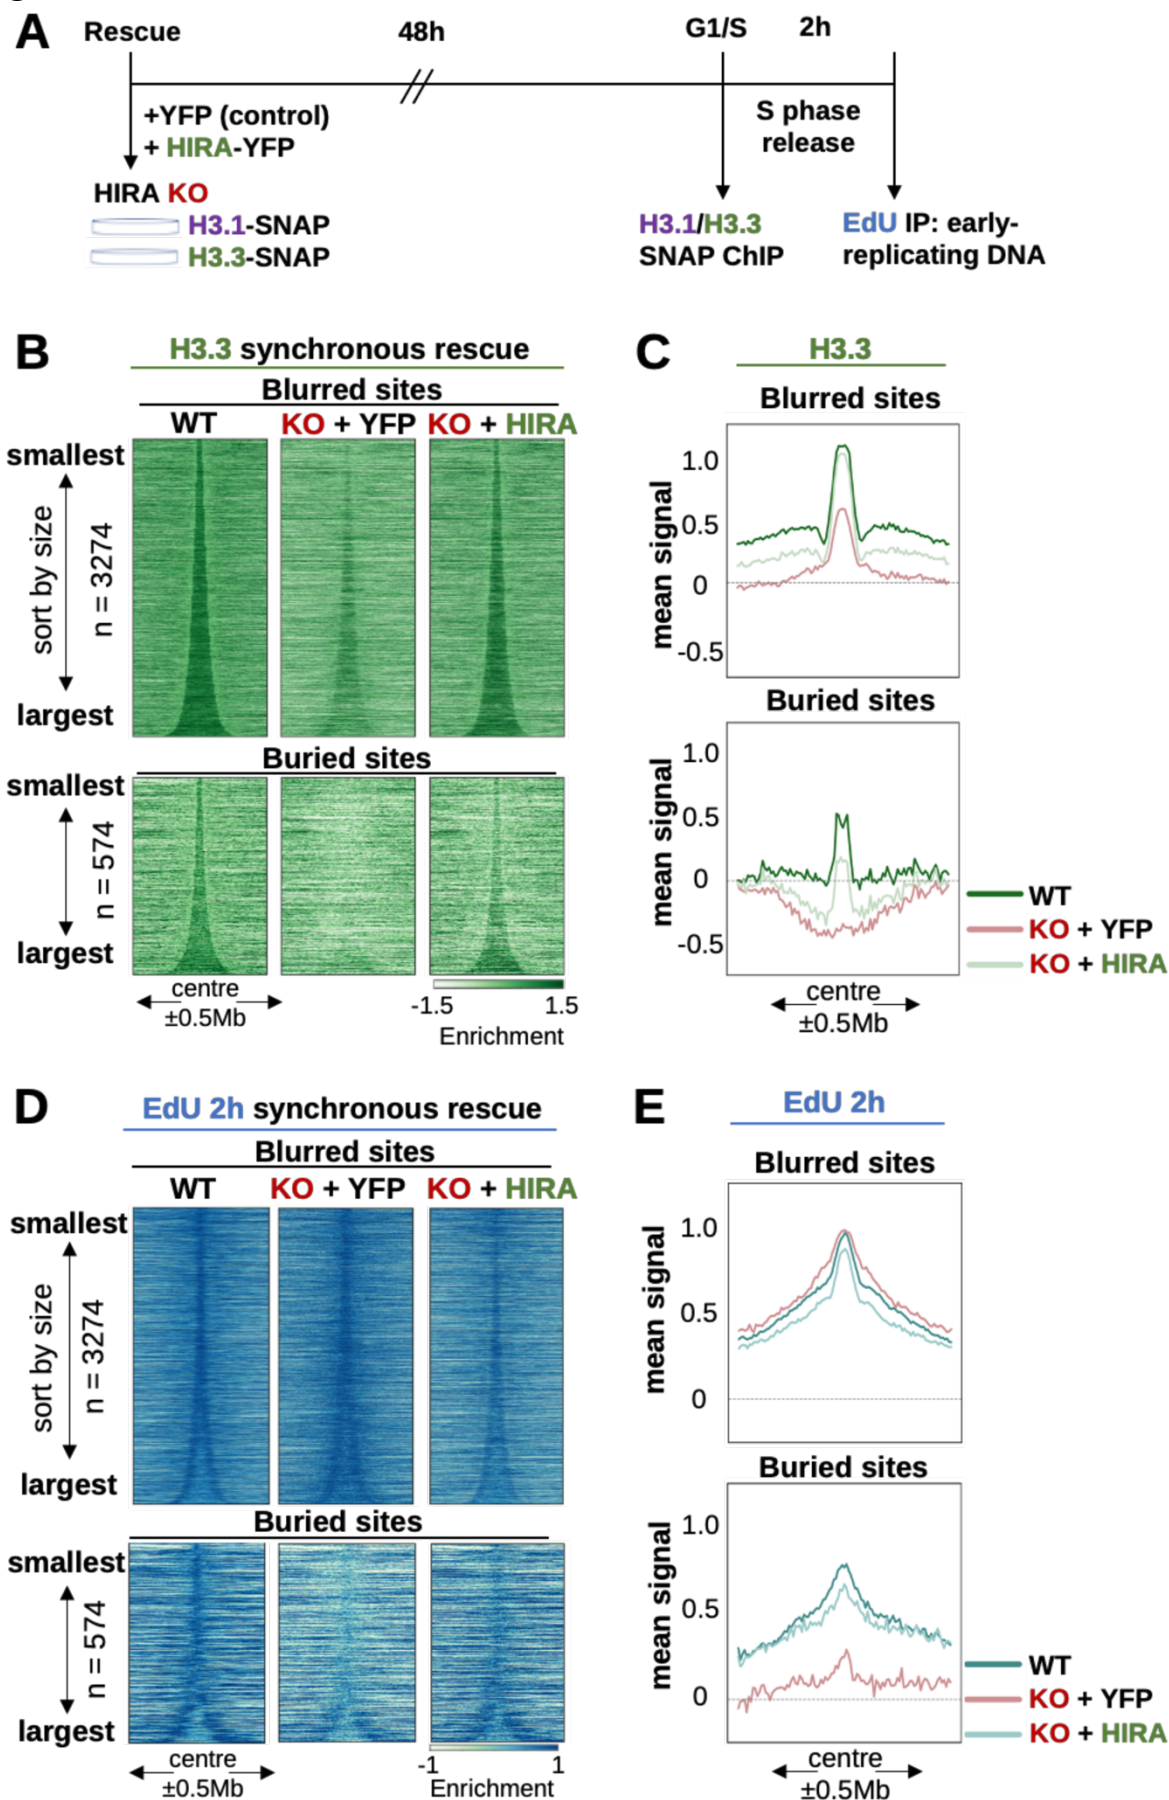 A
Rescue
48h
G1/S
2h
+YFP (control)
+ HIRA-YFP
S phase
release
HIRA KO
H3.1-SNAP
H3.3-SNAP
H3.1/H3.3
SNAP ChIP
EdU IP: early-
replicating DNA
B
H3.3 synchronous rescue
Blurred sites
WT
KO + YFP
KO + HIRA
smallest
sort by size
n = 3274
largest
Buried sites
smallest
n = 574
largest
centre
±0.5Mb
-1.5
1.5
Enrichment
C
H3.3
Blurred sites
mean signal
1.0
0.5
0
-0.5
Buried sites
mean signal
1.0
0.5
0
-0.5
WT
KO + YFP
KO + HIRA
centre
±0.5Mb
D
EdU 2h synchronous rescue
Blurred sites
WT
KO + YFP
KO + HIRA
smallest
sort by size
n = 3274
largest
Buried sites
smallest
n = 574
largest
centre
±0.5Mb
-1
1
Enrichment
E
EdU 2h
Blurred sites
mean signal
1.0
0.5
0
Buried sites
mean signal
1.0
0.5
0
WT
KO + YFP
KO + HIRA
centre
±0.5Mb